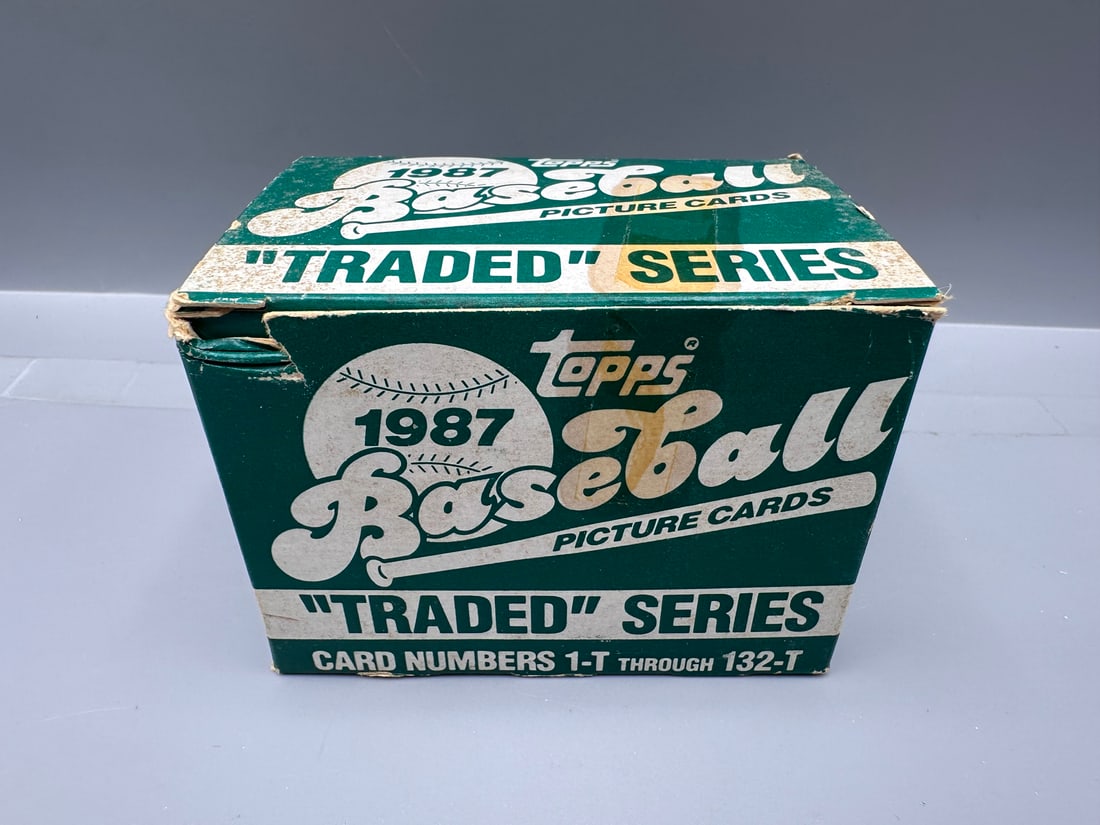 topps
1987
Baseball
PICTURE CARDS
"TRADED" SERIES
topps®
1987
Baseball
PICTURE CARDS
"TRADED" SERIES
CARD NUMBERS 1-T THROUGH 132-T